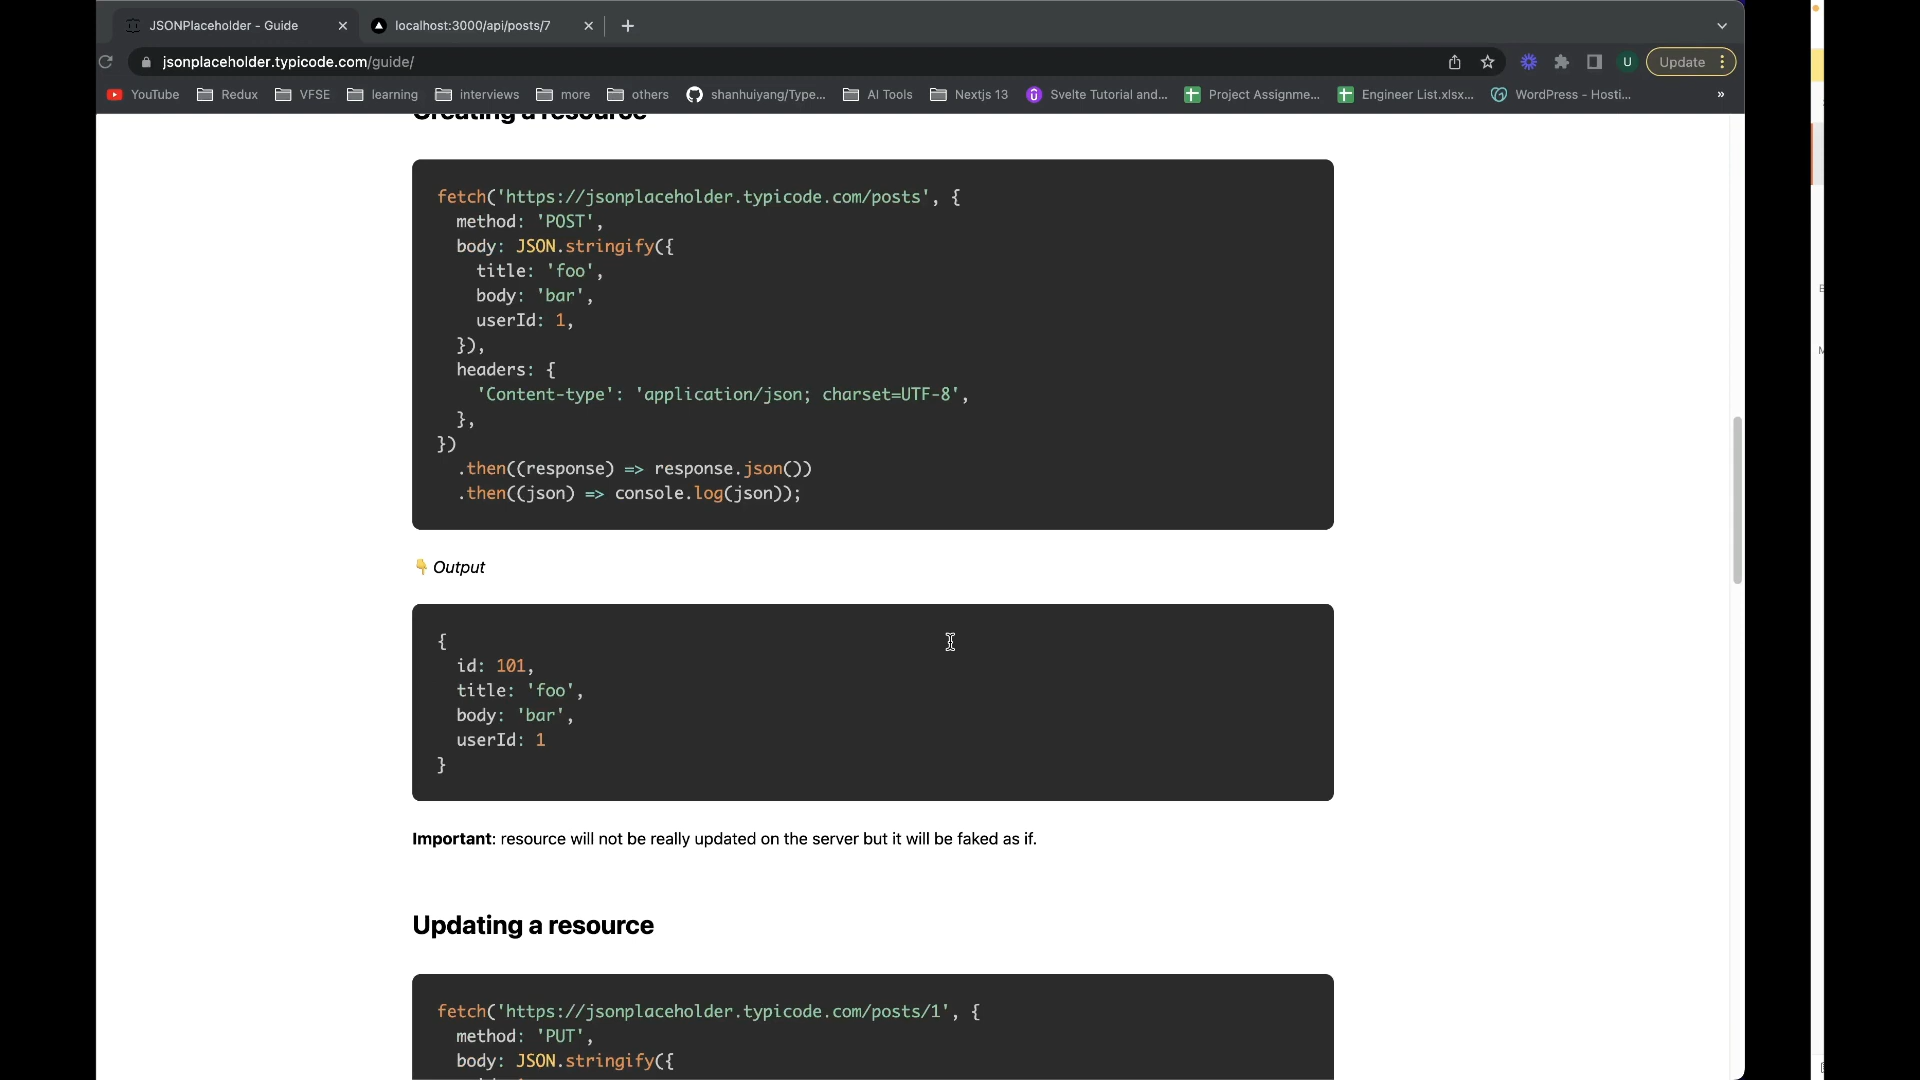 JSONPlaceholder - Guide
localhost:3000/api/posts/7
jsonplaceholder.typicode.com/guide/
U
Update
YouTube Redux VFSE learning interviews more others shanhuiyang/Type... AI Tools Nextjs 13 Svelte Tutorial and... Project Assignme... Engineer List.xlsx... WordPress - Hosti... »
Creating a resource
fetch('https://jsonplaceholder.typicode.com/posts', {
  method: 'POST',
  body: JSON.stringify({
    title: 'foo',
    body: 'bar',
    userId: 1,
  }),
  headers: {
    'Content-type': 'application/json; charset=UTF-8',
  },
})
  .then((response) => response.json())
  .then((json) => console.log(json));
👇 Output
{
  id: 101,
  title: 'foo',
  body: 'bar',
  userId: 1
}
Important: resource will not be really updated on the server but it will be faked as if.
Updating a resource
fetch('https://jsonplaceholder.typicode.com/posts/1', {
  method: 'PUT',
  body: JSON.stringify({